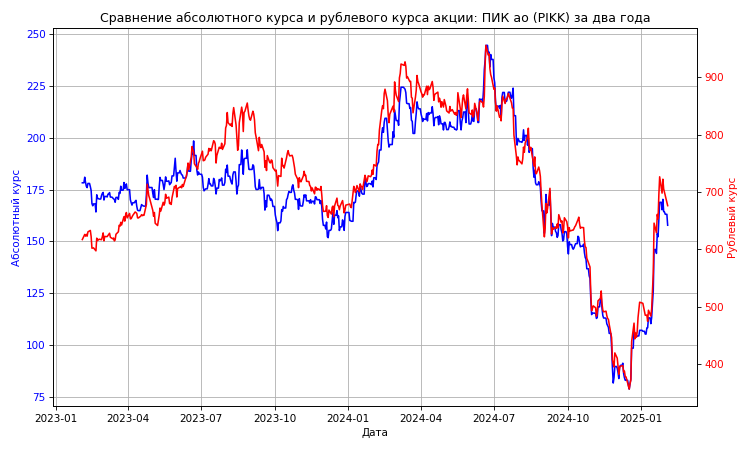 Сравнение абсолютного курса и рублевого курса акции: ПИК ао (PIKK) за два года
250
225
200
175
150
125
100
75
Абсолютный курс
900
800
700
600
500
400
Рублевый курс
2023-01 2023-04 2023-07 2023-10 2024-01 2024-04 2024-07 2024-10 2025-01
Дата